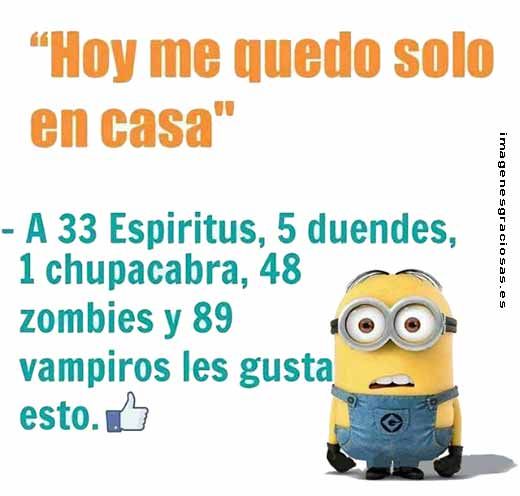 “Hoy me quedo solo
en casa"
- A 33 Espiritus, 5 duendes,
1 chupacabra, 48
zombies y 89
vampiros les gusta
esto.
imagenesgraciosas.es